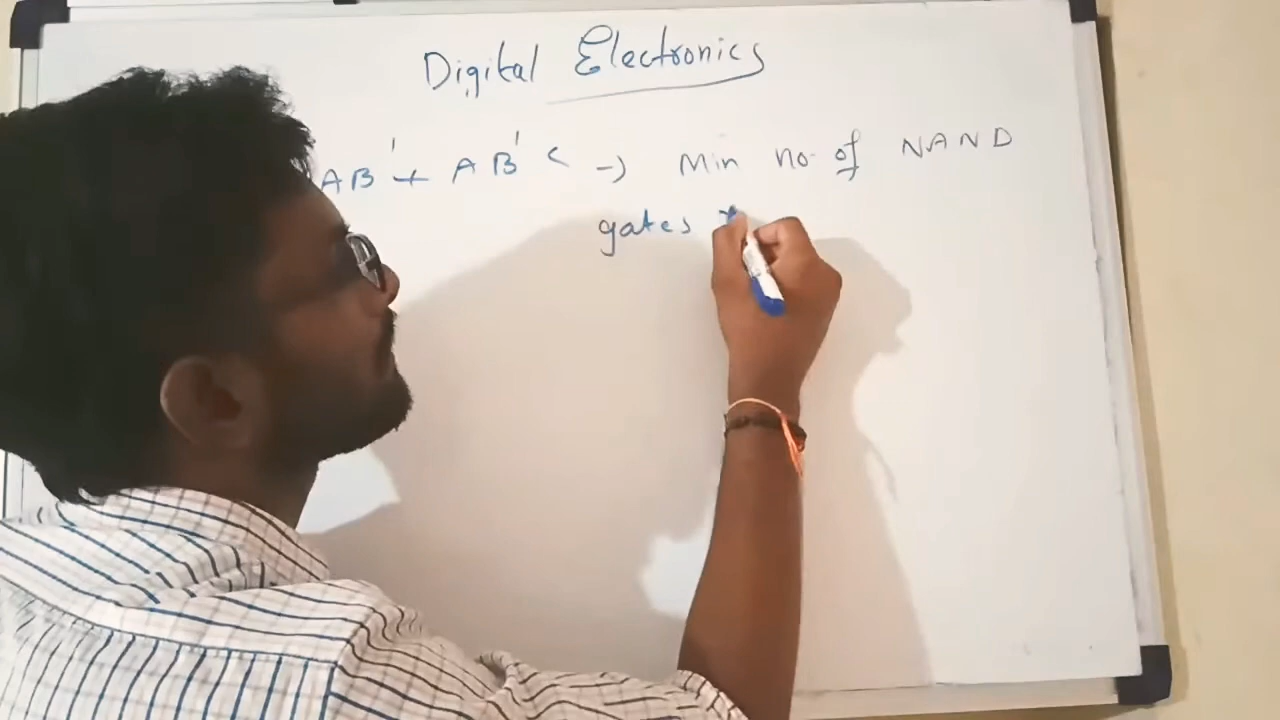 Digital Electronics
AB' + AB' C -> Min no. of NAND
gates